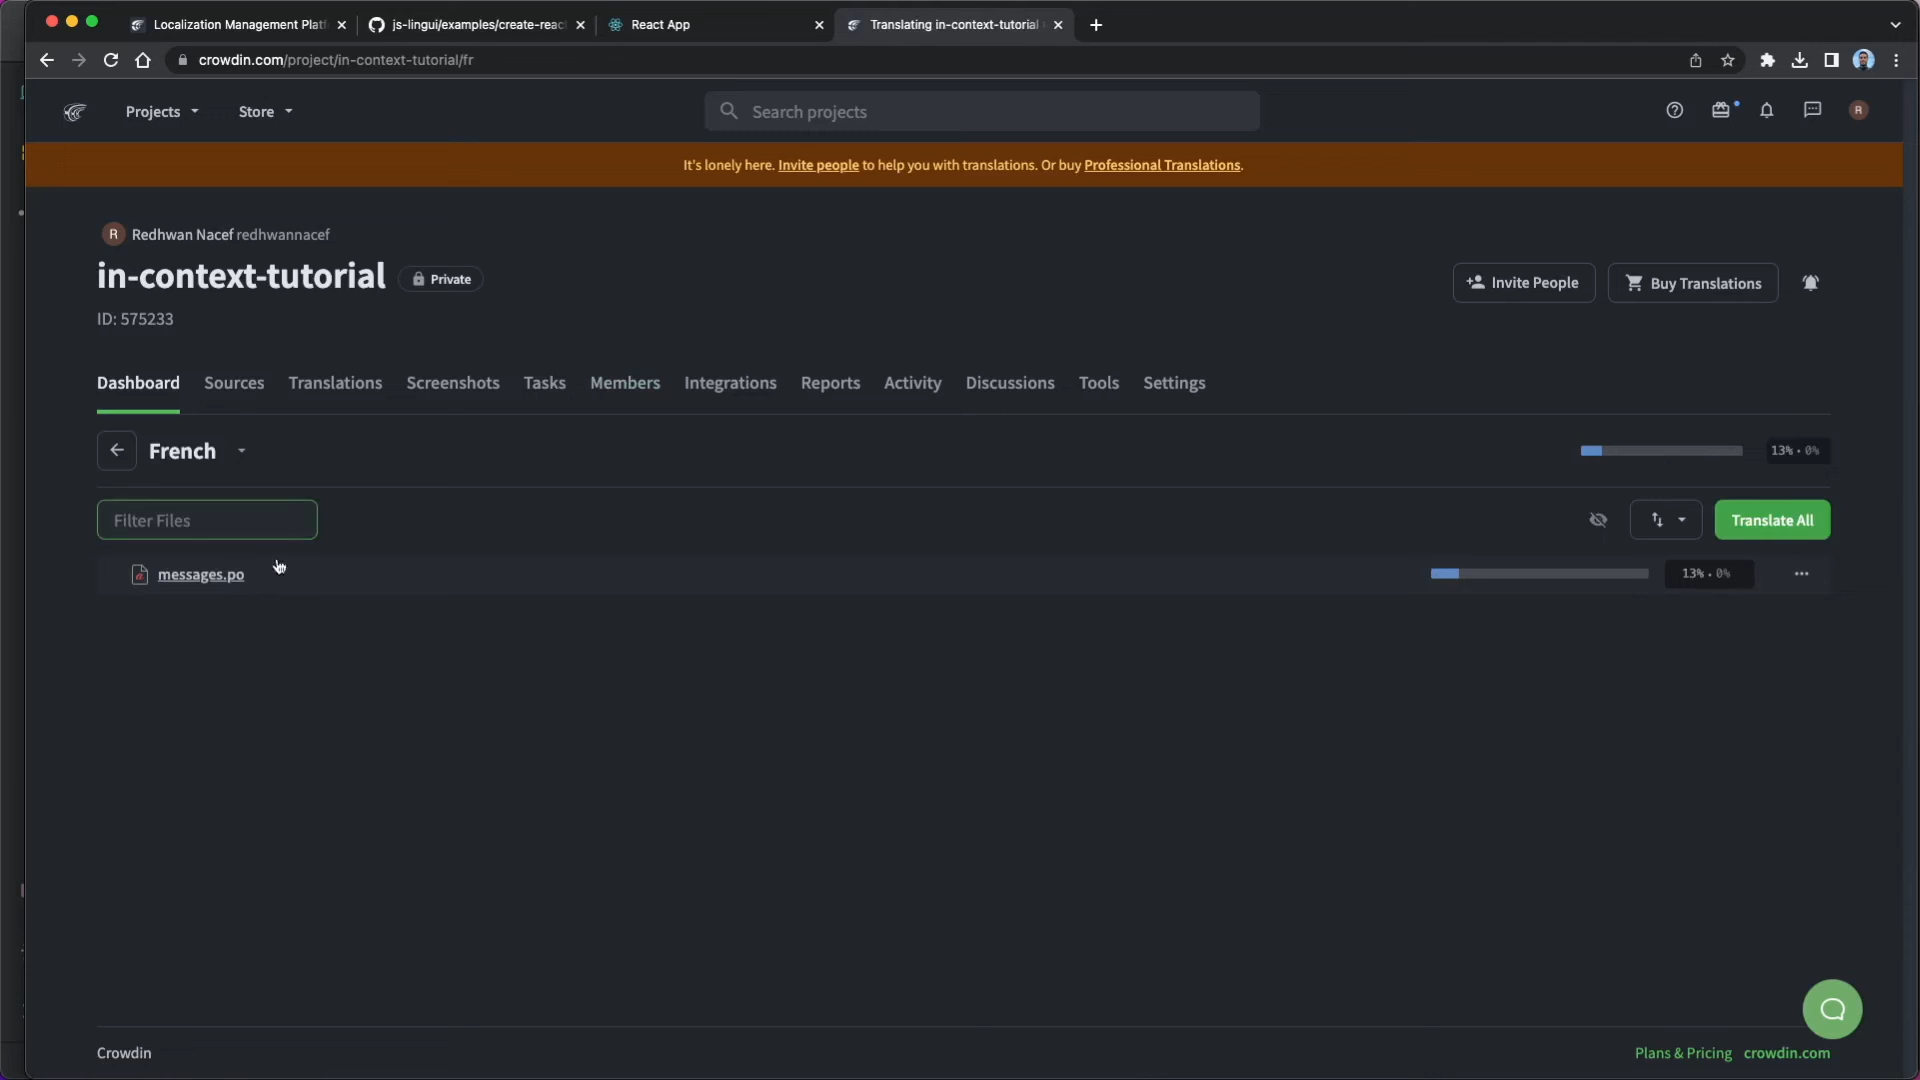 Localization Management Platf
js-lingui/examples/create-reac
React App
Translating in-context-tutorial
crowdin.com/project/in-context-tutorial/fr
Projects
Store
Search projects
R
It's lonely here. Invite people to help you with translations. Or buy Professional Translations.
R Redhwan Nacef redhwannacef
in-context-tutorial
Private
Invite People
Buy Translations
ID: 575233
Dashboard
Sources
Translations
Screenshots
Tasks
Members
Integrations
Reports
Activity
Discussions
Tools
Settings
French
13% • 0%
Filter Files
Translate All
messages.po
13% • 0%
Crowdin
Plans & Pricing
crowdin.com